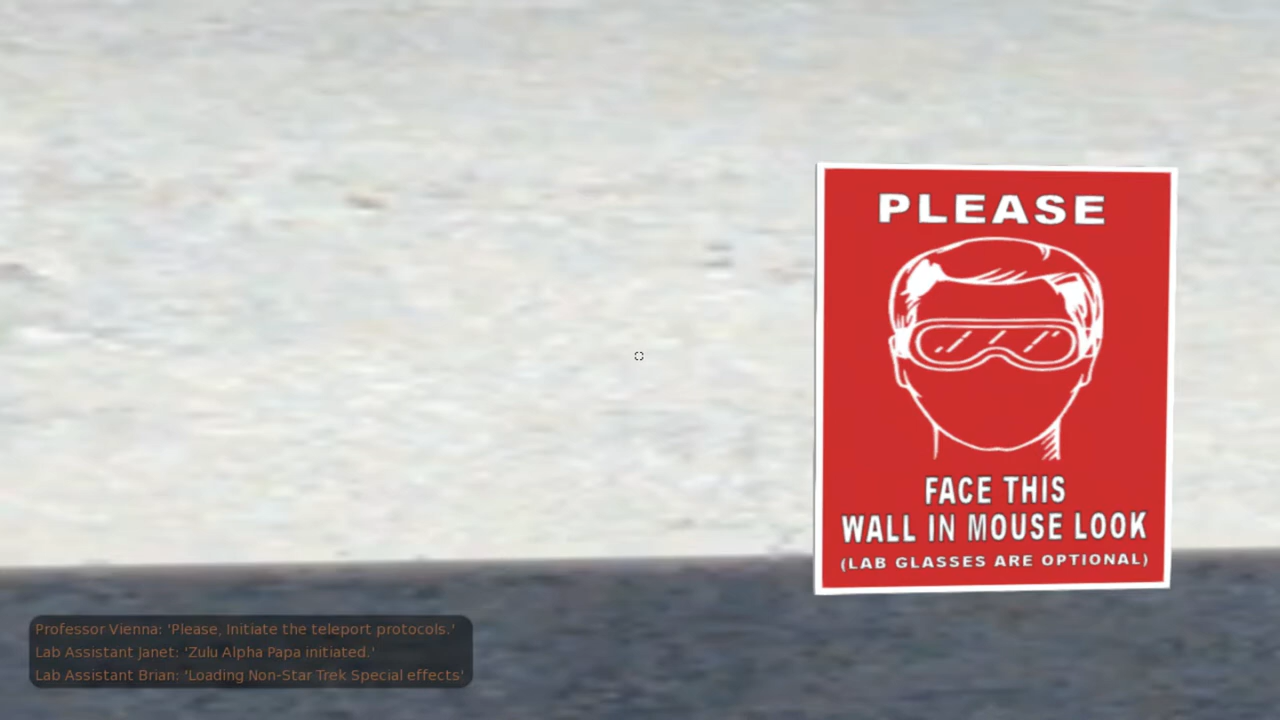 PLEASE
FACE THIS
WALL IN MOUSE LOOK
(LAB GLASSES ARE OPTIONAL)
Professor Vienna: 'Please, Initiate the teleport protocols.'
Lab Assistant Janet: 'Zulu Alpha Papa initiated.'
Lab Assistant Brian: 'Loading Non-Star Trek Special effects'